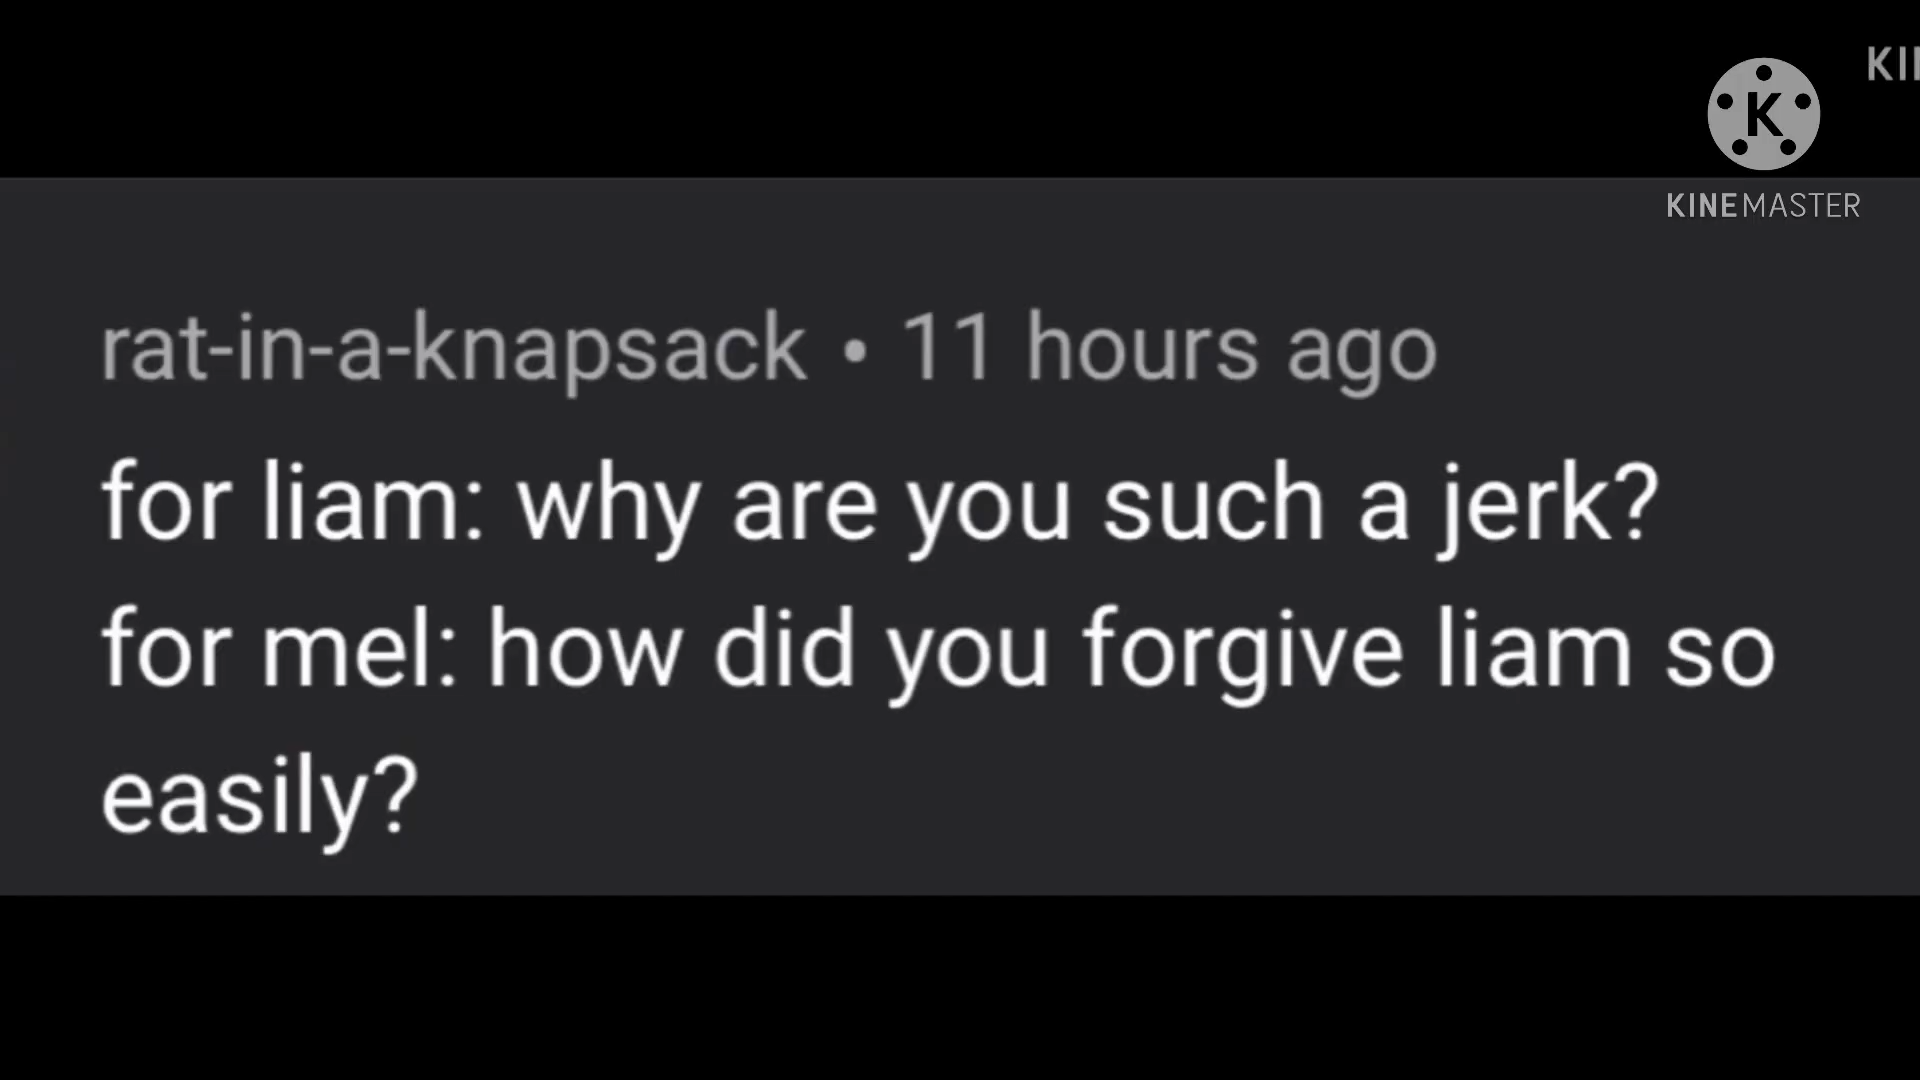 KI
K
KINEMASTER
rat-in-a-knapsack • 11 hours ago
for liam: why are you such a jerk?
for mel: how did you forgive liam so
easily?